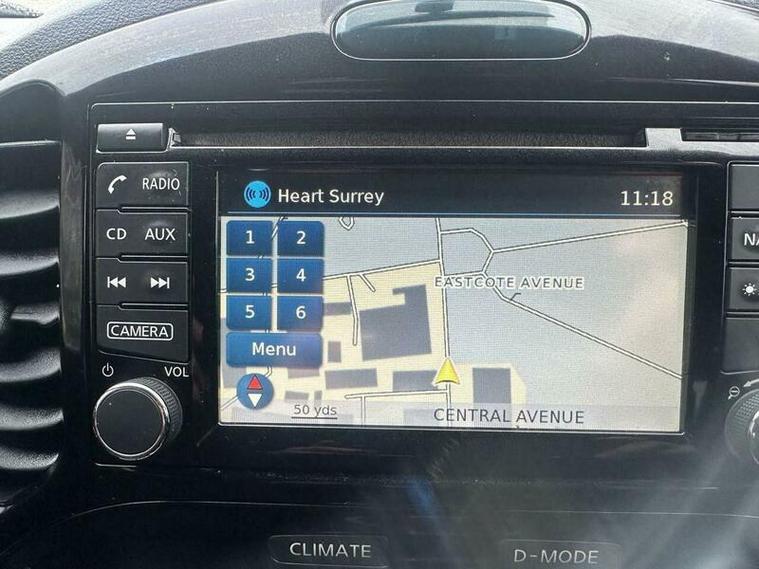 RADIO
CD AUX
CAMERA
VOL
Heart Surrey 11:18
1 2
3 4
5 6
Menu
EASTCOTE AVENUE
50 yds
CENTRAL AVENUE
CLIMATE
D-MODE